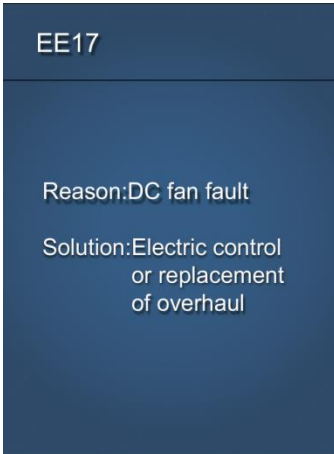 EE17
Reason:DC fan fault
Solution:Electric control
or replacement
of overhaul